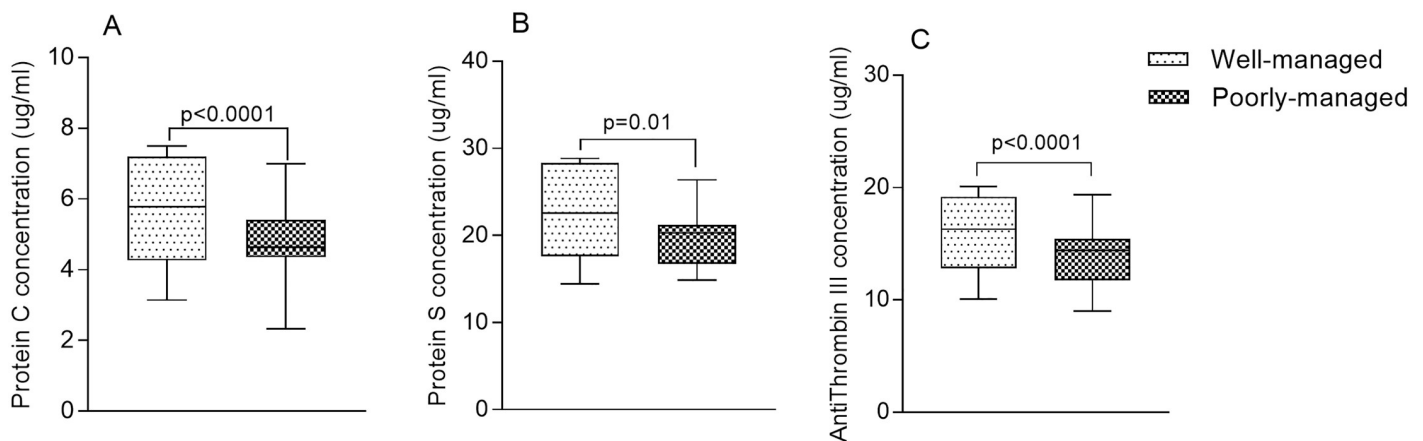 A
Protein C concentration (ug/ml)
10
8
6
4
2
0
p<0.0001
B
Protein S concentration (ug/ml)
40
30
20
10
0
p=0.01
C
AntiThrombin III concentration (ug/ml)
30
20
10
0
p<0.0001
Well-managed
Poorly-managed